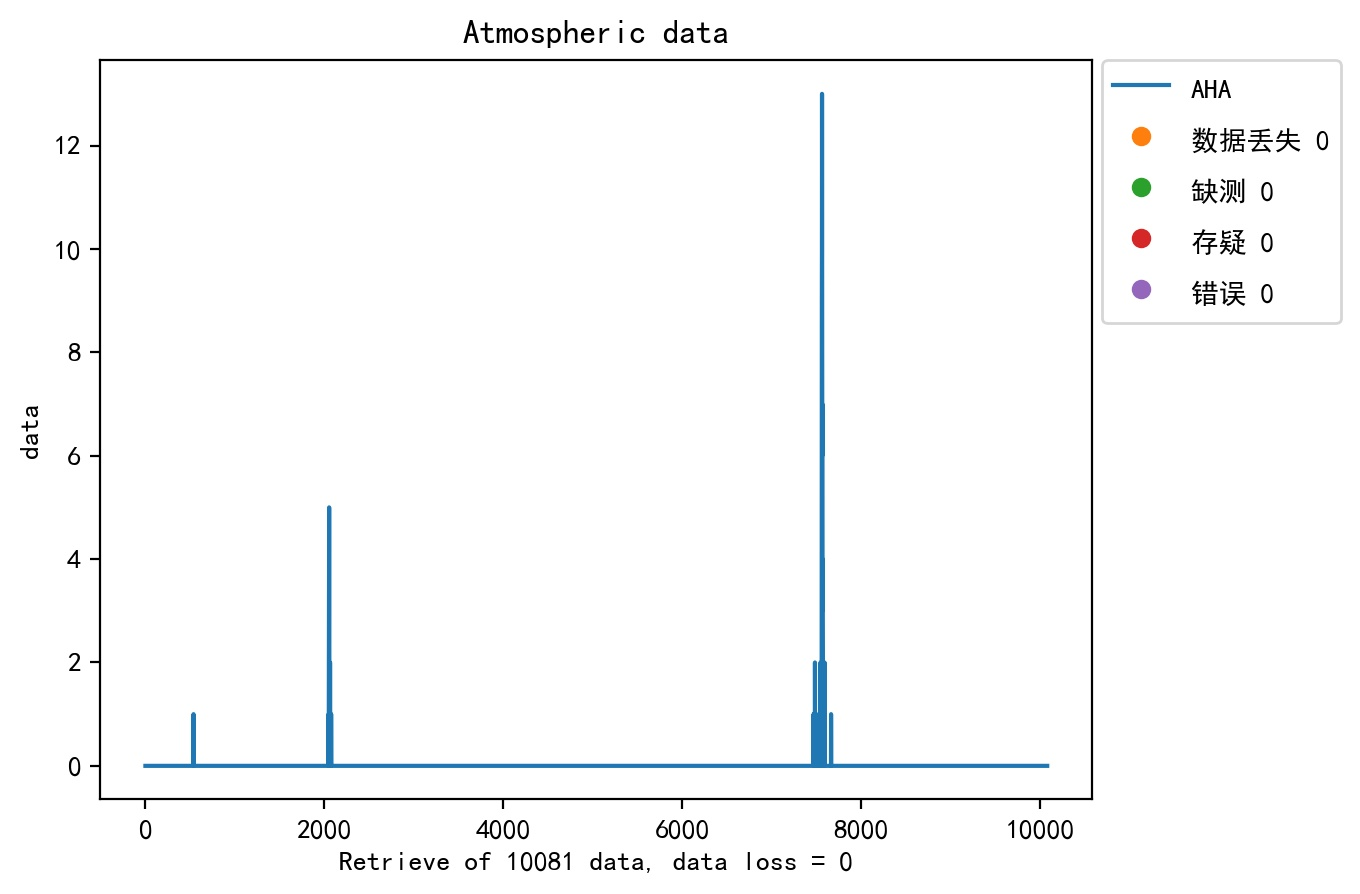 Atmospheric data
AHA
数据丢失 0
缺测 0
存疑 0
错误 0
12
10
8
6
4
2
0
data
0 2000 4000 6000 8000 10000
Retrieve of 10081 data, data loss = 0